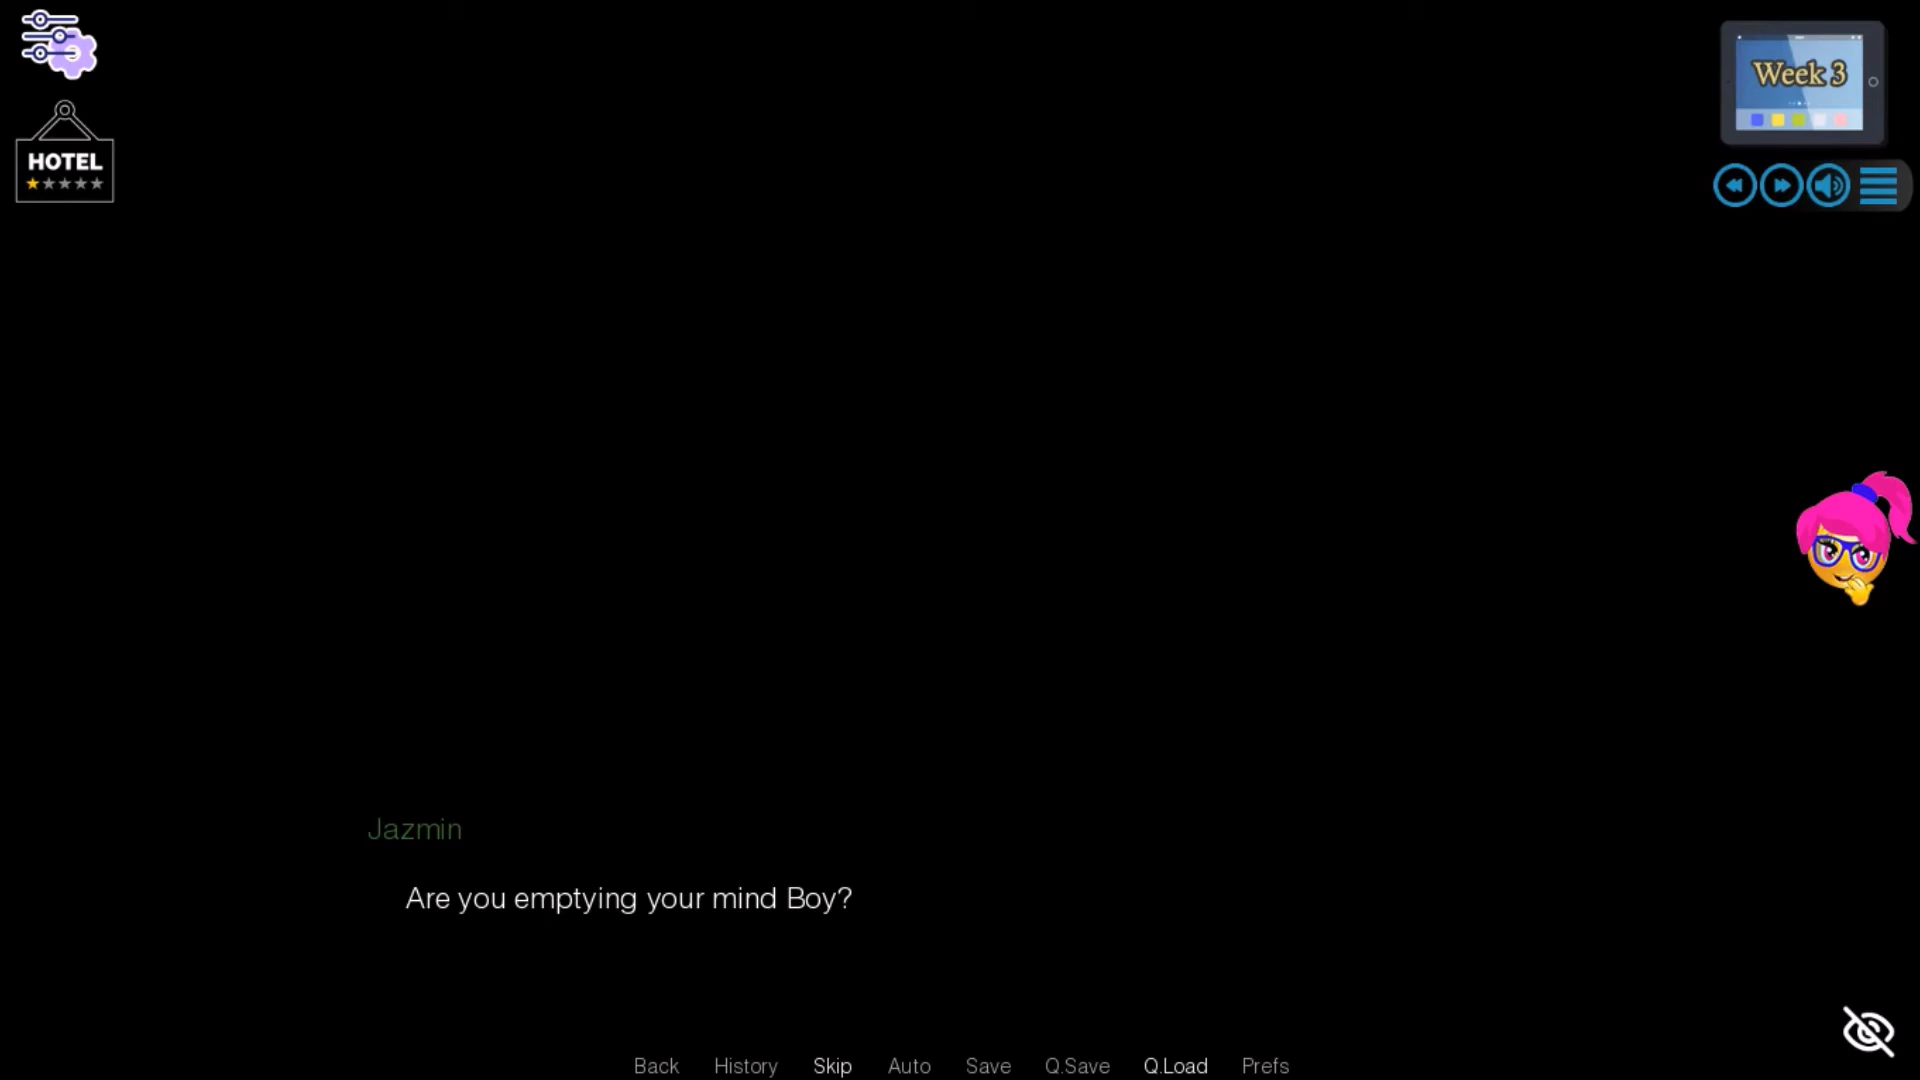 HOTEL
Week 3
Jazmin
Are you emptying your mind Boy?
Back History Skip Auto Save Q.Save Q.Load Prefs